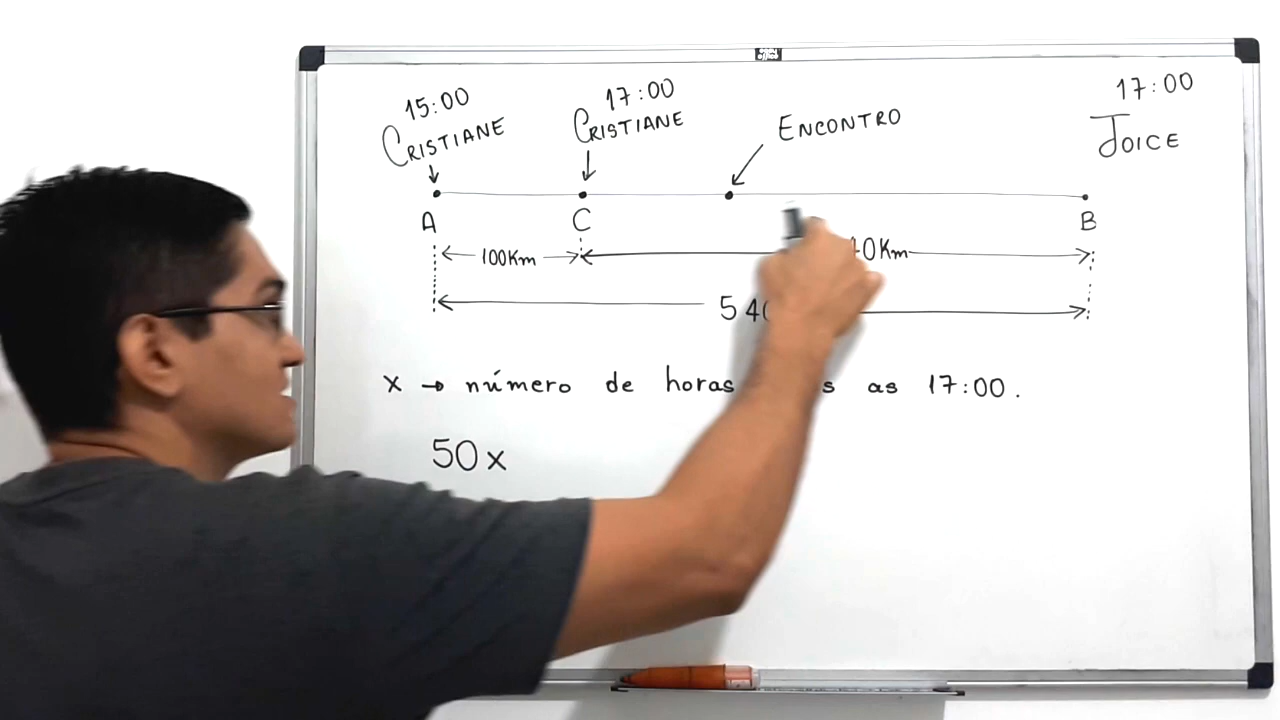 15:00
CRISTIANE
17:00
CRISTIANE
ENCONTRO
17:00
JOICE
A
C
B
100Km
0Km
540
x → número de horas as 17:00.
50x